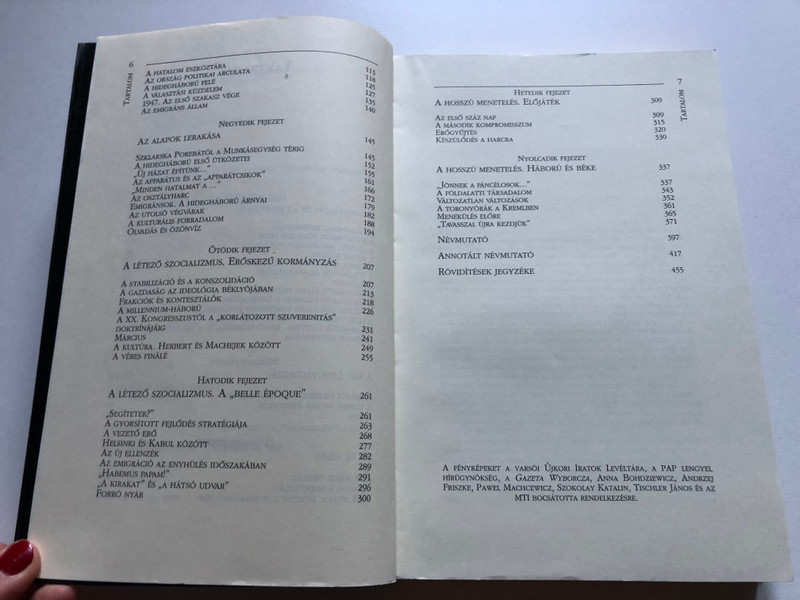 6
TARTALOM
A HATALOM ESZKÖZTÁRA 113
AZ ORSZÁG POLITIKAI ARCULATA 118
A HIDEGHÁBORÚ FELÉ 125
A VÁLASZTÁSI KÜZDELEM 127
1947. AZ ELSŐ SZAKASZ VÉGE 135
AZ EMIGRÁNS ÁLLAM 140
NEGYEDIK FEJEZET
AZ ALAPOK LERAKÁSA 145
SZKLARSKA PORĘBÁTÓL A MUNKÁSEGYSÉG TÉRIG 145
A HIDEGHÁBORÚ ELSŐ ÜTKÖZETEI 152
„ÚJ HÁZAT ÉPÍTÜNK...” 155
AZ APPARÁTUS ÉS AZ „APPARÁTCSIKOK” 161
„MINDEN HATALMAT A ...” 166
AZ OSZTÁLYHARC 172
EMIGRÁNSOK. A HIDEGHÁBORÚ ÁRNYAI 179
AZ UTOLSÓ VÉGVÁRAK 182
A KULTURÁLIS FORRADALOM 188
OLVADÁS ÉS ÖZÖNVÍZ 194
ÖTÖDIK FEJEZET
A LÉTEZŐ SZOCIALIZMUS. ERŐSKEZŰ KORMÁNYZÁS 207
A STABILIZÁCIÓ ÉS A KONSZOLIDÁCIÓ 207
A GAZDASÁG AZ IDEOLÓGIA BÉKLYÓJÁBAN 213
FRAKCIÓK ÉS KONTESZTÁLÓK 218
A MILLENNIUM-HÁBORÚ 226
A XX. KONGRESSZUSTÓL A „KORLÁTOZOTT SZUVERENITÁS”
DOKTRÍNÁJÁIG 231
MÁRCIUS 241
A KULTÚRA. HERBERT ÉS MACHEJEK KÖZÖTT 249
A VÉRES FINÁLÉ 255
HATODIK FEJEZET
A LÉTEZŐ SZOCIALIZMUS. A „BELLE ÉPOQUE” 261
„SEGÍTETEK?” 261
A GYORSÍTOTT FEJLŐDÉS STRATÉGIÁJA 263
A VEZETŐ ERŐ 268
HELSINKI ÉS KABUL KÖZÖTT 277
AZ ÚJ ELLENZÉK 282
AZ EMIGRÁCIÓ AZ ENYHÜLÉS IDŐSZAKÁBAN 289
„HABEMUS PAPAM!” 291
„A KIRAKAT” ÉS „A HÁTSÓ UDVAR” 296
FORRÓ NYÁR 300
7
TARTALOM
HETEDIK FEJEZET
A HOSSZÚ MENETELÉS. ELŐJÁTÉK 309
AZ ELSŐ SZÁZ NAP 309
A MÁSODIK KOMPROMISSZUM 315
ERŐGYŰJTÉS 320
KÉSZÜLŐDÉS A HARCRA 330
NYOLCADIK FEJEZET
A HOSSZÚ MENETELÉS. HÁBORÚ ÉS BÉKE 337
„JÖNNEK A PÁNCÉLOSOK...” 337
A FÖLDALATTI TÁRSADALOM 343
VÁLTOZATLAN VÁLTOZÁSOK 352
A TORONYÓRÁK A KREMLBEN 361
MENEKÜLÉS ELŐRE 365
„TAVASSZAL ÚJRA KEZDJÜK” 371
NÉVMUTATÓ 397
ANNOTÁLT NÉVMUTATÓ 417
RÖVIDÍTÉSEK JEGYZÉKE 455
A FÉNYKÉPEKET A VARSÓI ÚJKORI IRATOK LEVÉLTÁRA, A PAP LENGYEL
HÍRÜGYNÖKSÉG, A GAZETA WYBORCZA, ANNA BOHDZIEWICZ, ANDRZEJ
FRISZKE, PAWEL MACHCEWICZ, SZOKOLAY KATALIN, TISCHLER JÁNOS ÉS AZ
MTI BOCSÁTOTTA RENDELKEZÉSRE.